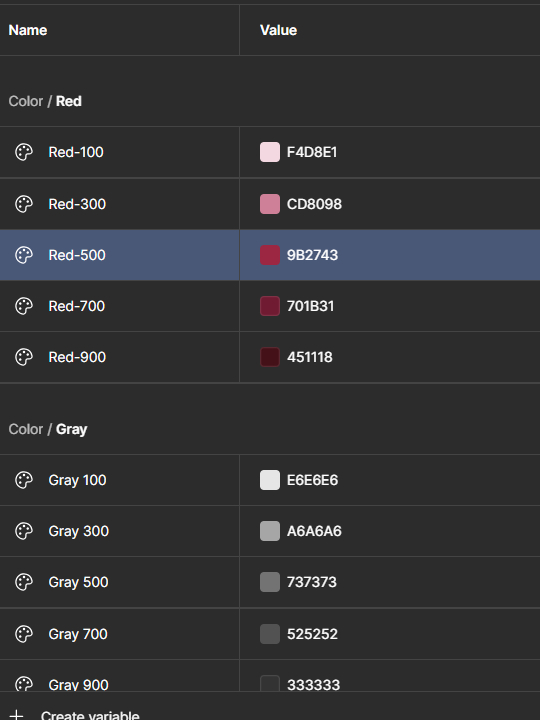 Name Value
Color / Red
Red-100 F4D8E1
Red-300 CD8098
Red-500 9B2743
Red-700 701B31
Red-900 451118
Color / Gray
Gray 100 E6E6E6
Gray 300 A6A6A6
Gray 500 737373
Gray 700 525252
Gray 900 333333
Create variable